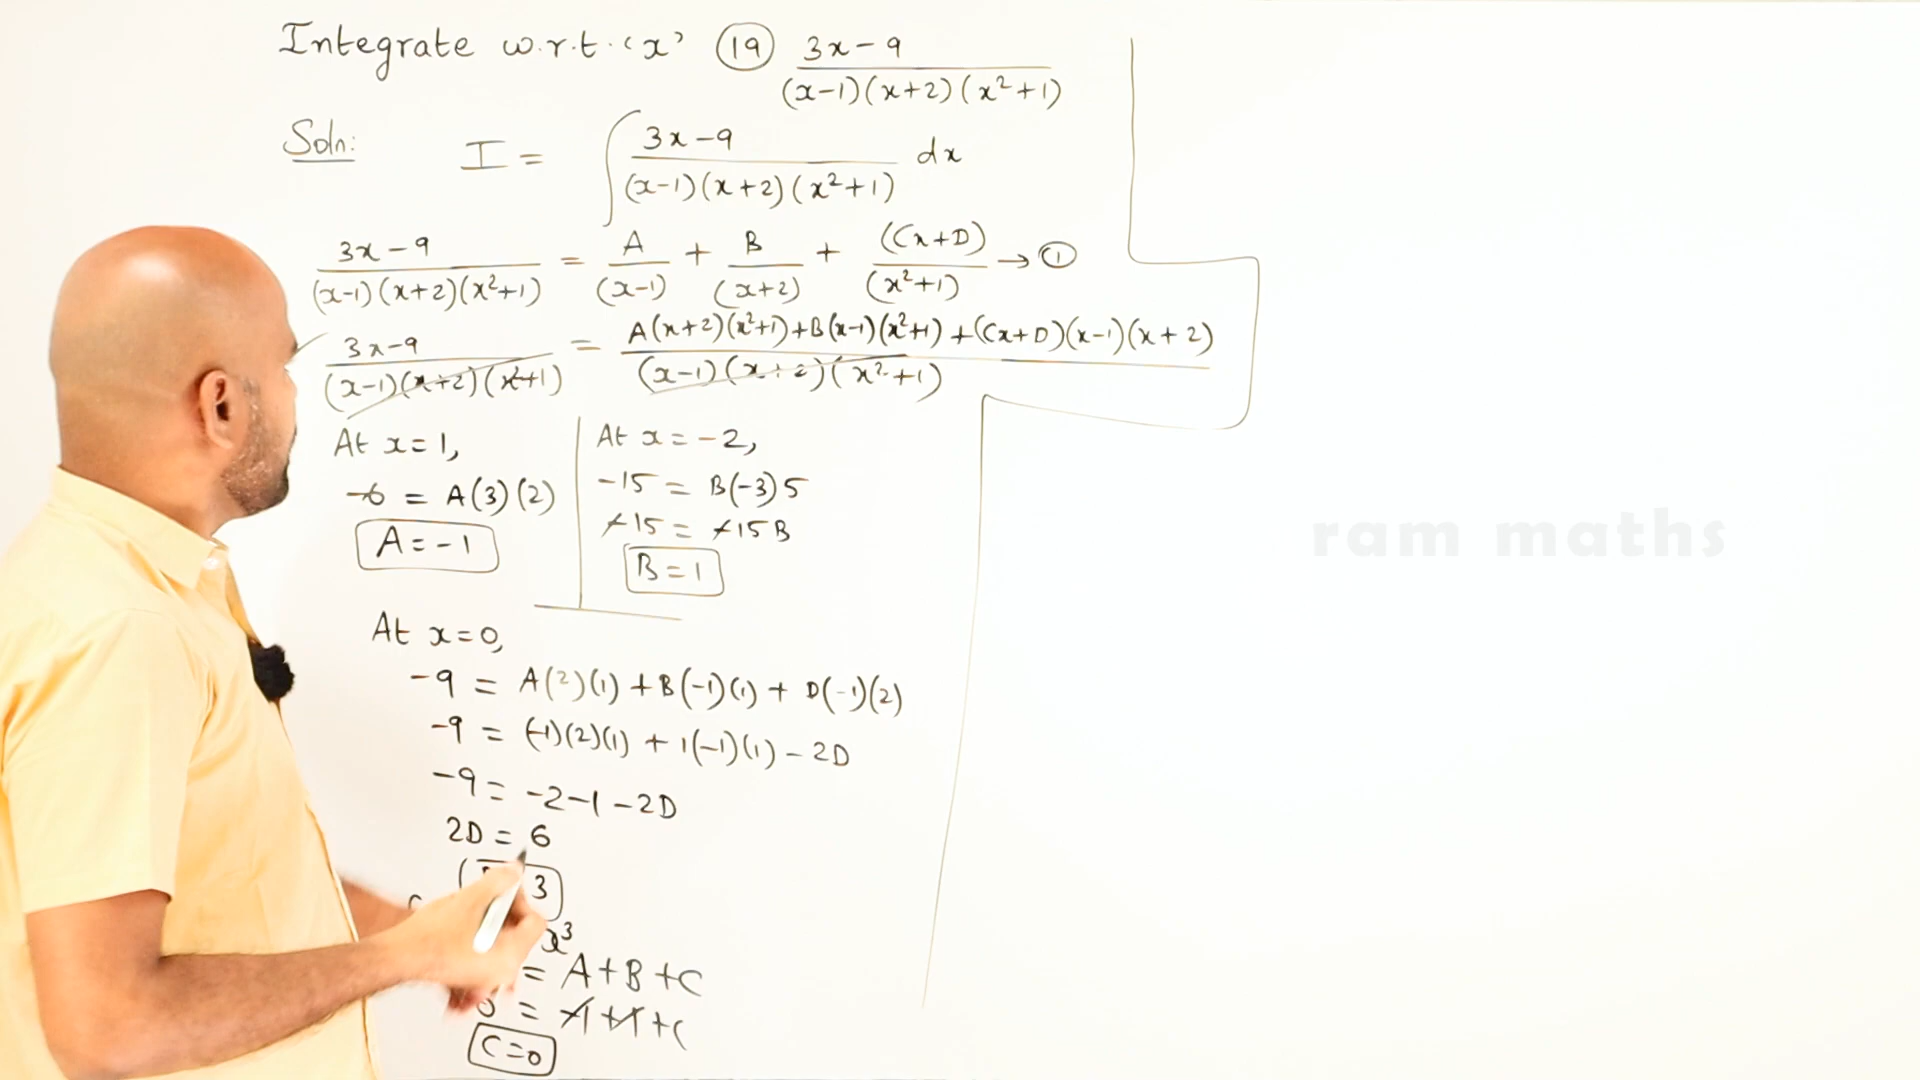 Integrate w.r.t. 'x' (19) (3x-9)/((x-1)(x+2)(x²+1))
Soln: I = ∫ (3x-9)/((x-1)(x+2)(x²+1)) dx
(3x-9)/((x-1)(x+2)(x²+1)) = A/(x-1) + B/(x+2) + (Cx+D)/(x²+1) → ①
(3x-9)/((x-1)(x+2)(x²+1)) = (A(x+2)(x²+1)+B(x-1)(x²+1)+(Cx+D)(x-1)(x+2))/((x-1)(x+2)(x²+1))
At x=1,
-6 = A(3)(2)
A=-1
At x=-2,
-15 = B(-3)5
-15 = -15B
B=1
At x=0,
-9 = A(2)(1)+B(-1)(1)+D(-1)(2)
-9 = (-1)(2)(1)+1(-1)(1)-2D
-9 = -2-1-2D
2D = 6
3
x³
= A+B+C
0 = -1+1+C
C=0
ram maths